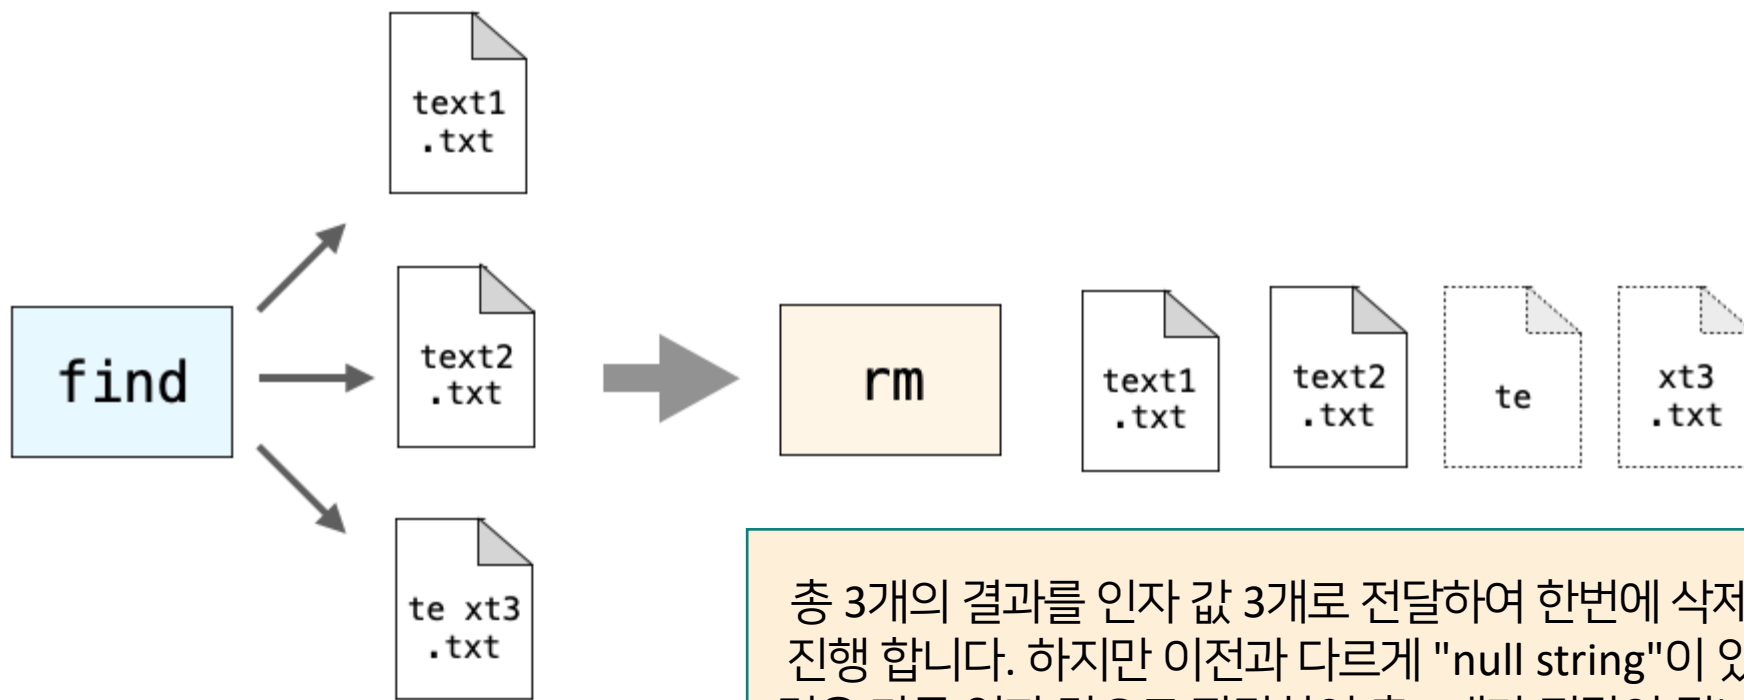 text1
.txt
find
text2
.txt
te xt3
.txt
rm
text1
.txt
text2
.txt
te
xt3
.txt
총 3개의 결과를 인자 값 3개로 전달하여 한번에 삭제
진행 합니다. 하지만 이전과 다르게 "null string"이 있